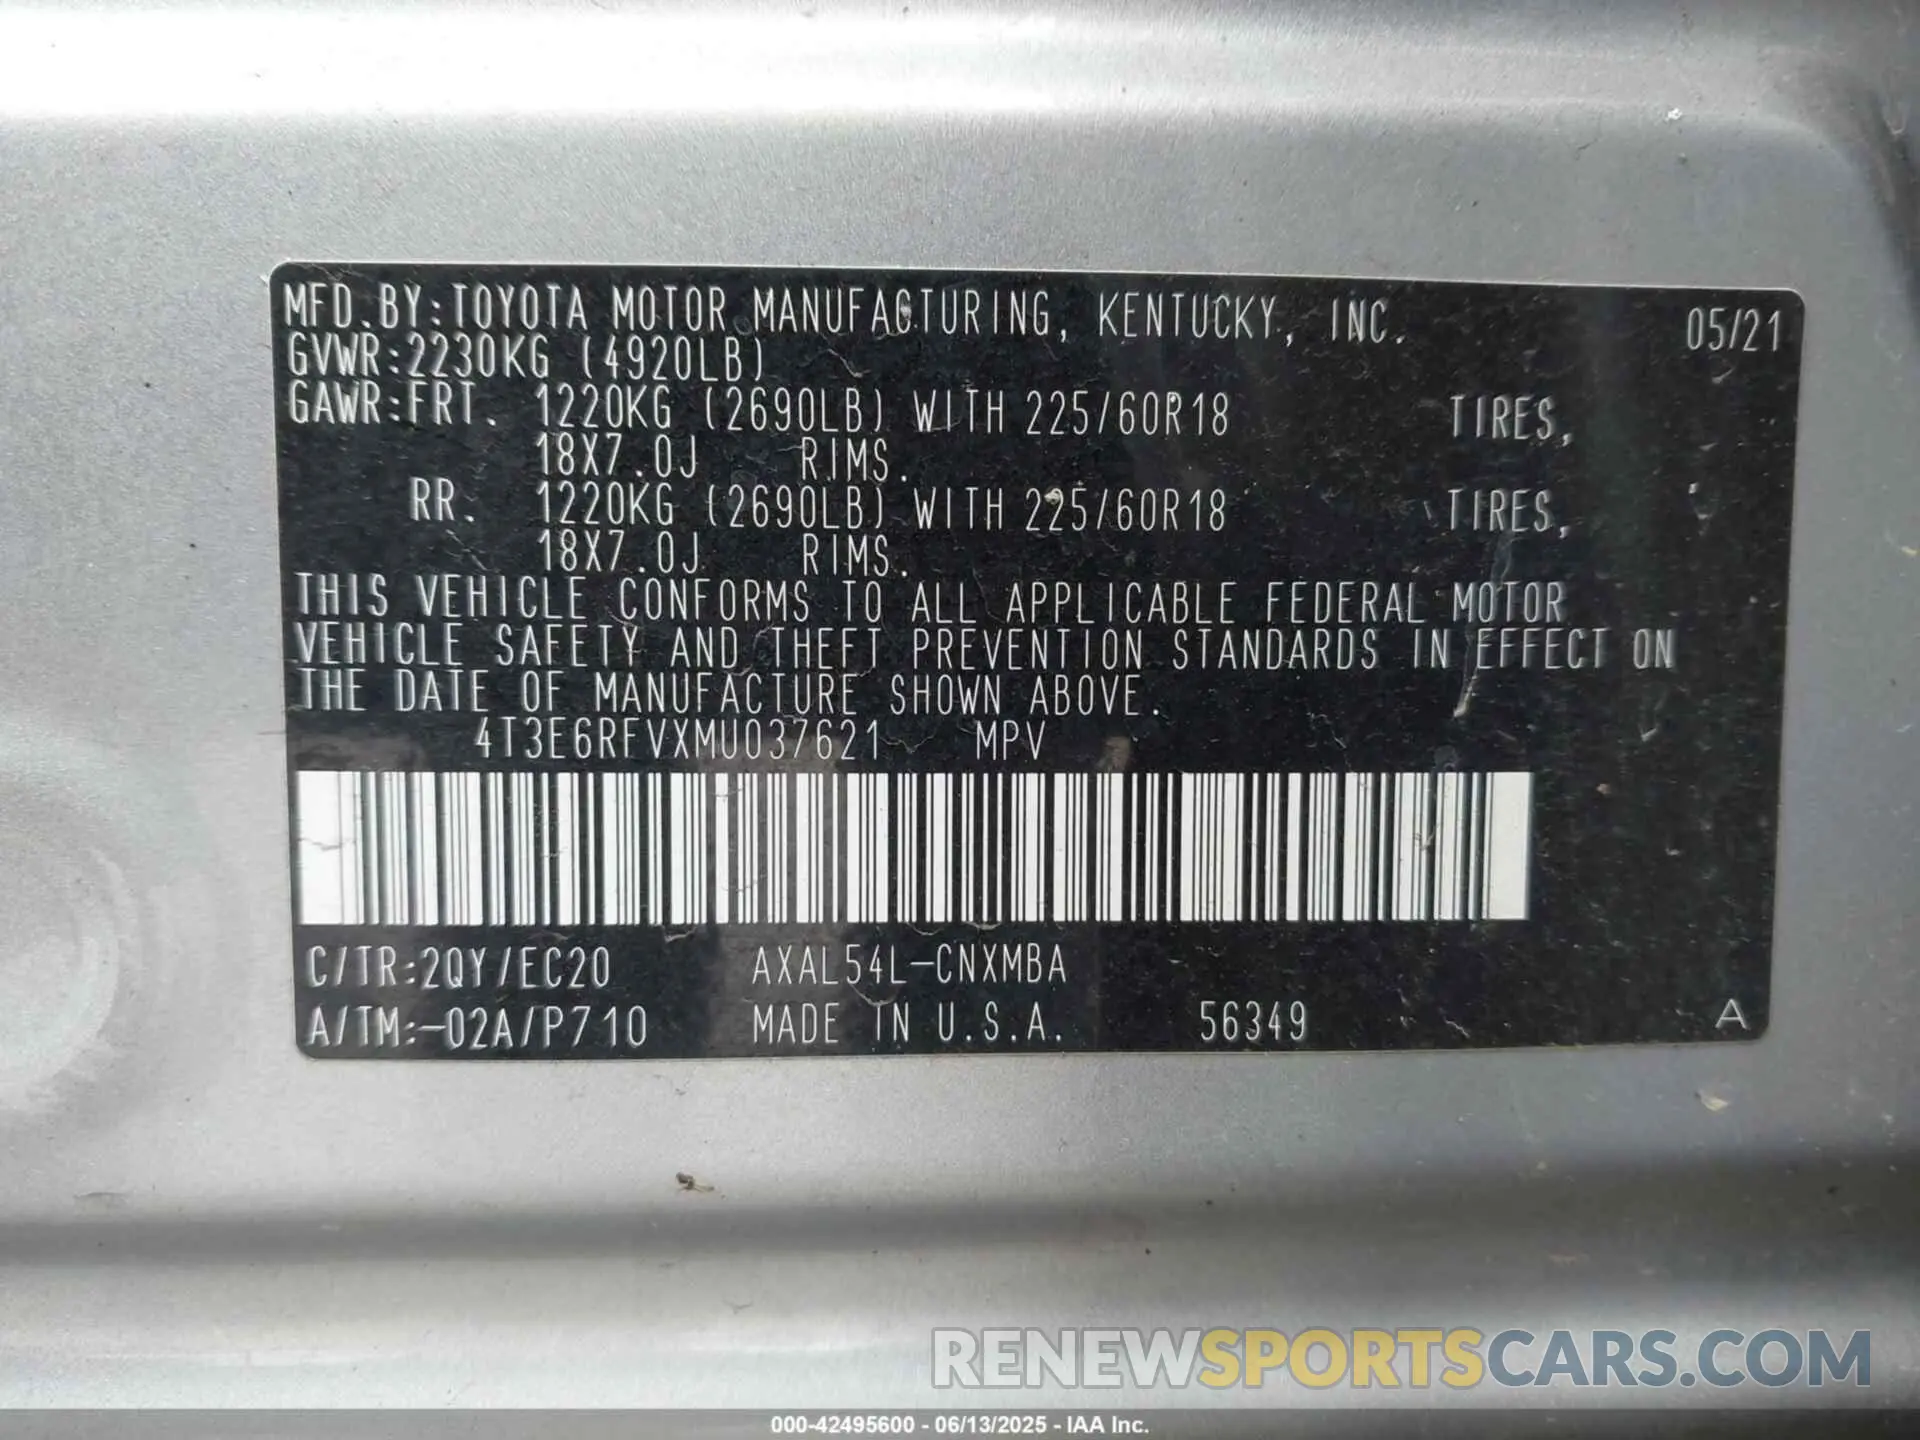 MFD.BY:TOYOTA MOTOR MANUFACTURING, KENTUCKY, INC. 05/21
GVWR:2230KG (4920LB)
GAWR:FRT. 1220KG (2690LB) WITH 225/60R18 TIRES,
18X7.0J RIMS.
RR. 1220KG (2690LB) WITH 225/60R18 TIRES,
18X7.0J RIMS.
THIS VEHICLE CONFORMS TO ALL APPLICABLE FEDERAL MOTOR
VEHICLE SAFETY AND THEFT PREVENTION STANDARDS IN EFFECT ON
THE DATE OF MANUFACTURE SHOWN ABOVE.
4T3E6RFVXMU037621 MPV
C/TR:2QY/EC20 AXAL54L-CNXMBA
A/TM:-02A/P710 MADE IN U.S.A. 56349 A
RENEWSPORTSCARS.COM
000-42495600 - 06/13/2025 - IAA Inc.